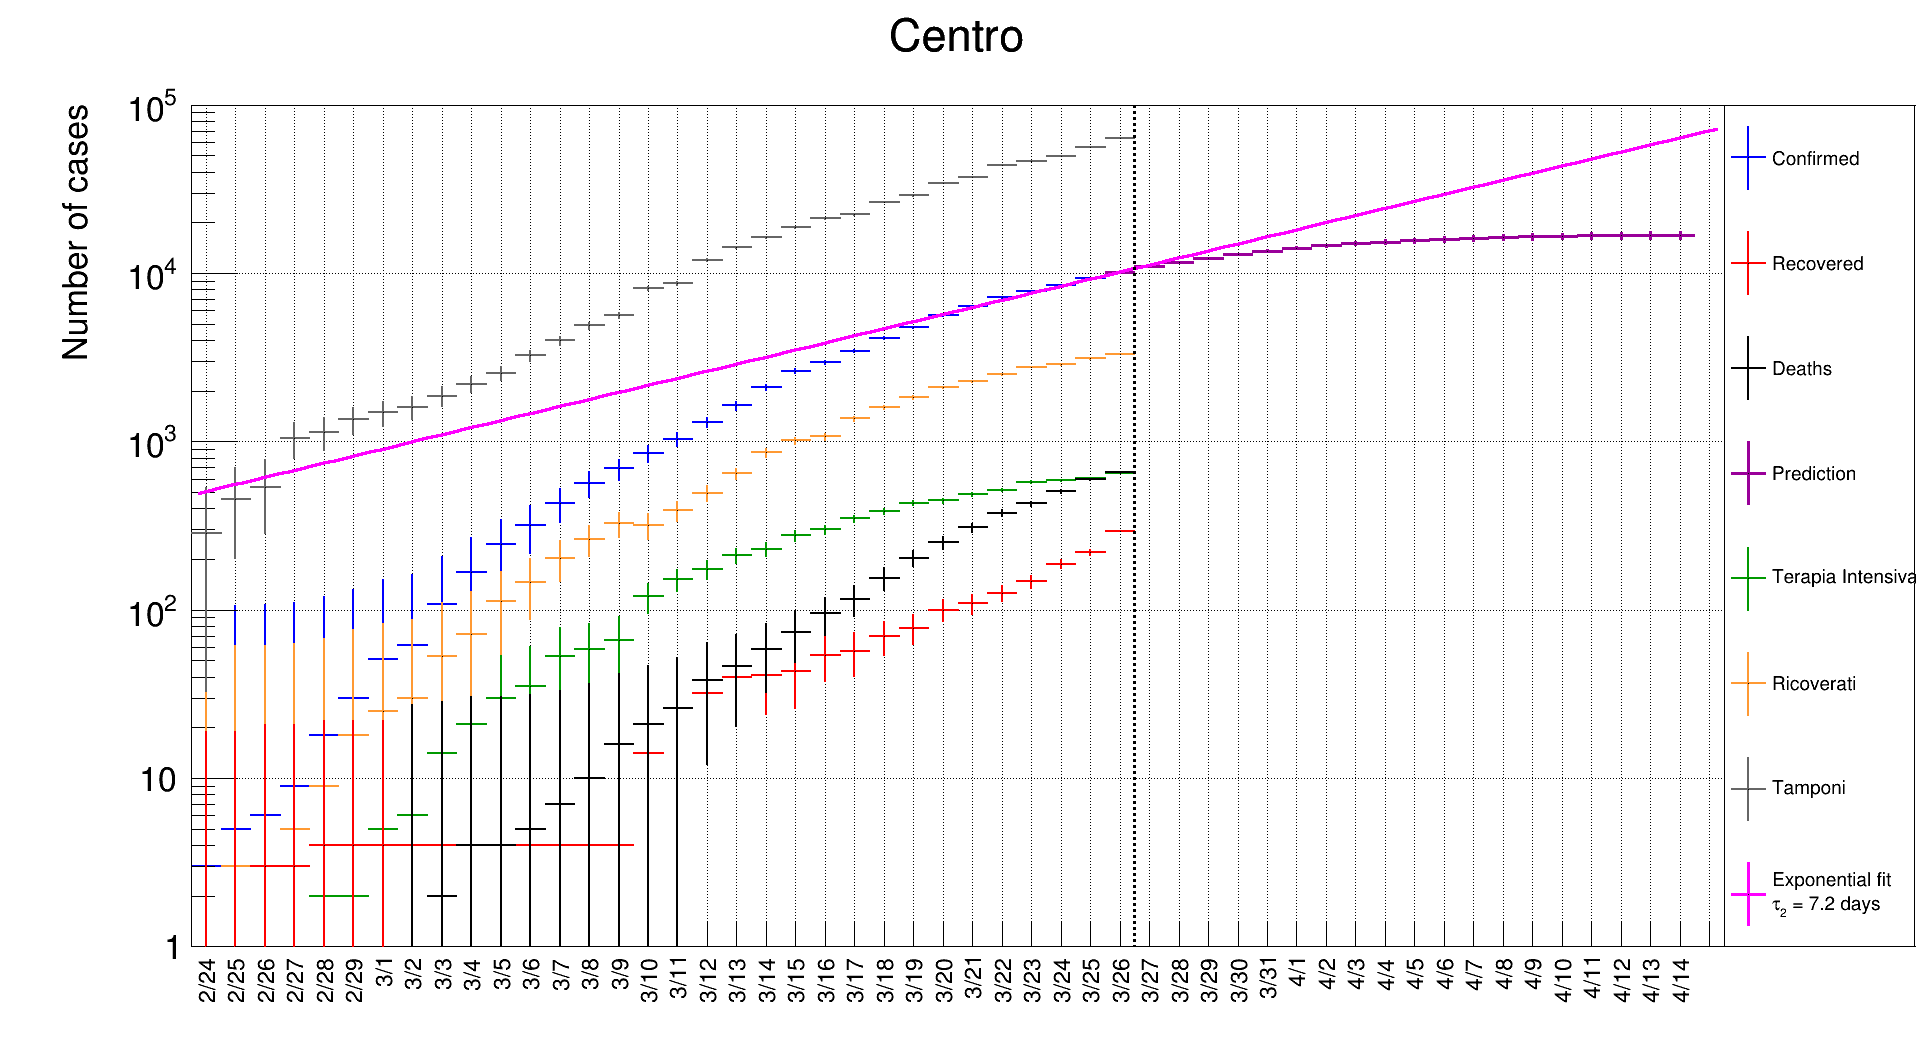 Centro
Number of cases
10^5
10^4
10^3
10^2
10
1
2/24 2/25 2/26 2/27 2/28 2/29 3/1 3/2 3/3 3/4 3/5 3/6 3/7 3/8 3/9 3/10 3/11 3/12 3/13 3/14 3/15 3/16 3/17 3/18 3/19 3/20 3/21 3/22 3/23 3/24 3/25 3/26 3/27 3/28 3/29 3/30 3/31 4/1 4/2 4/3 4/4 4/5 4/6 4/7 4/8 4/9 4/10 4/11 4/12 4/13 4/14
Confirmed
Recovered
Deaths
Prediction
Terapia Intensiva
Ricoverati
Tamponi
Exponential fit
τ₂ = 7.2 days